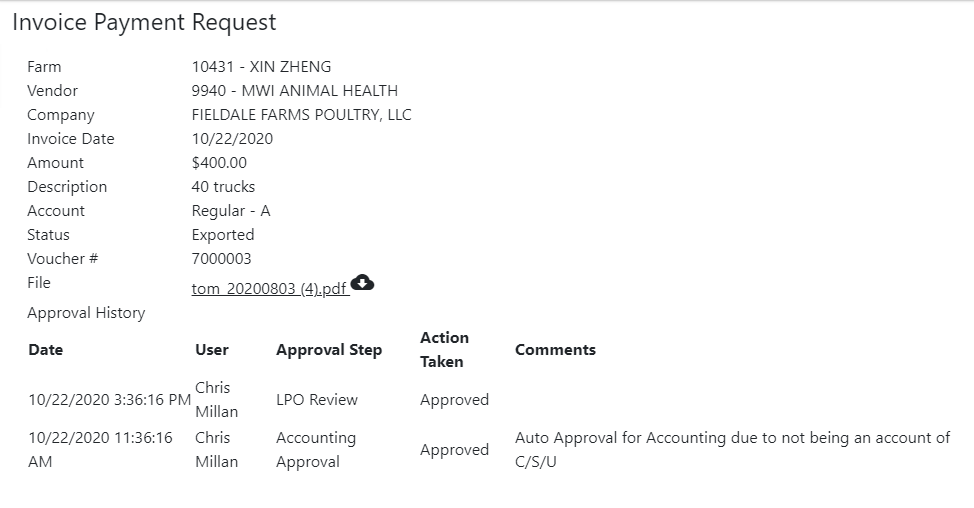 Invoice Payment Request
Farm 10431 - XIN ZHENG
Vendor 9940 - MWI ANIMAL HEALTH
Company FIELDALE FARMS POULTRY, LLC
Invoice Date 10/22/2020
Amount $400.00
Description 40 trucks
Account Regular - A
Status Exported
Voucher # 7000003
File tom_20200803 (4).pdf
Approval History
Date User Approval Step Action Taken Comments
10/22/2020 3:36:16 PM Chris Millan LPO Review Approved
10/22/2020 11:36:16 AM Chris Millan Accounting Approval Approved Auto Approval for Accounting due to not being an account of C/S/U